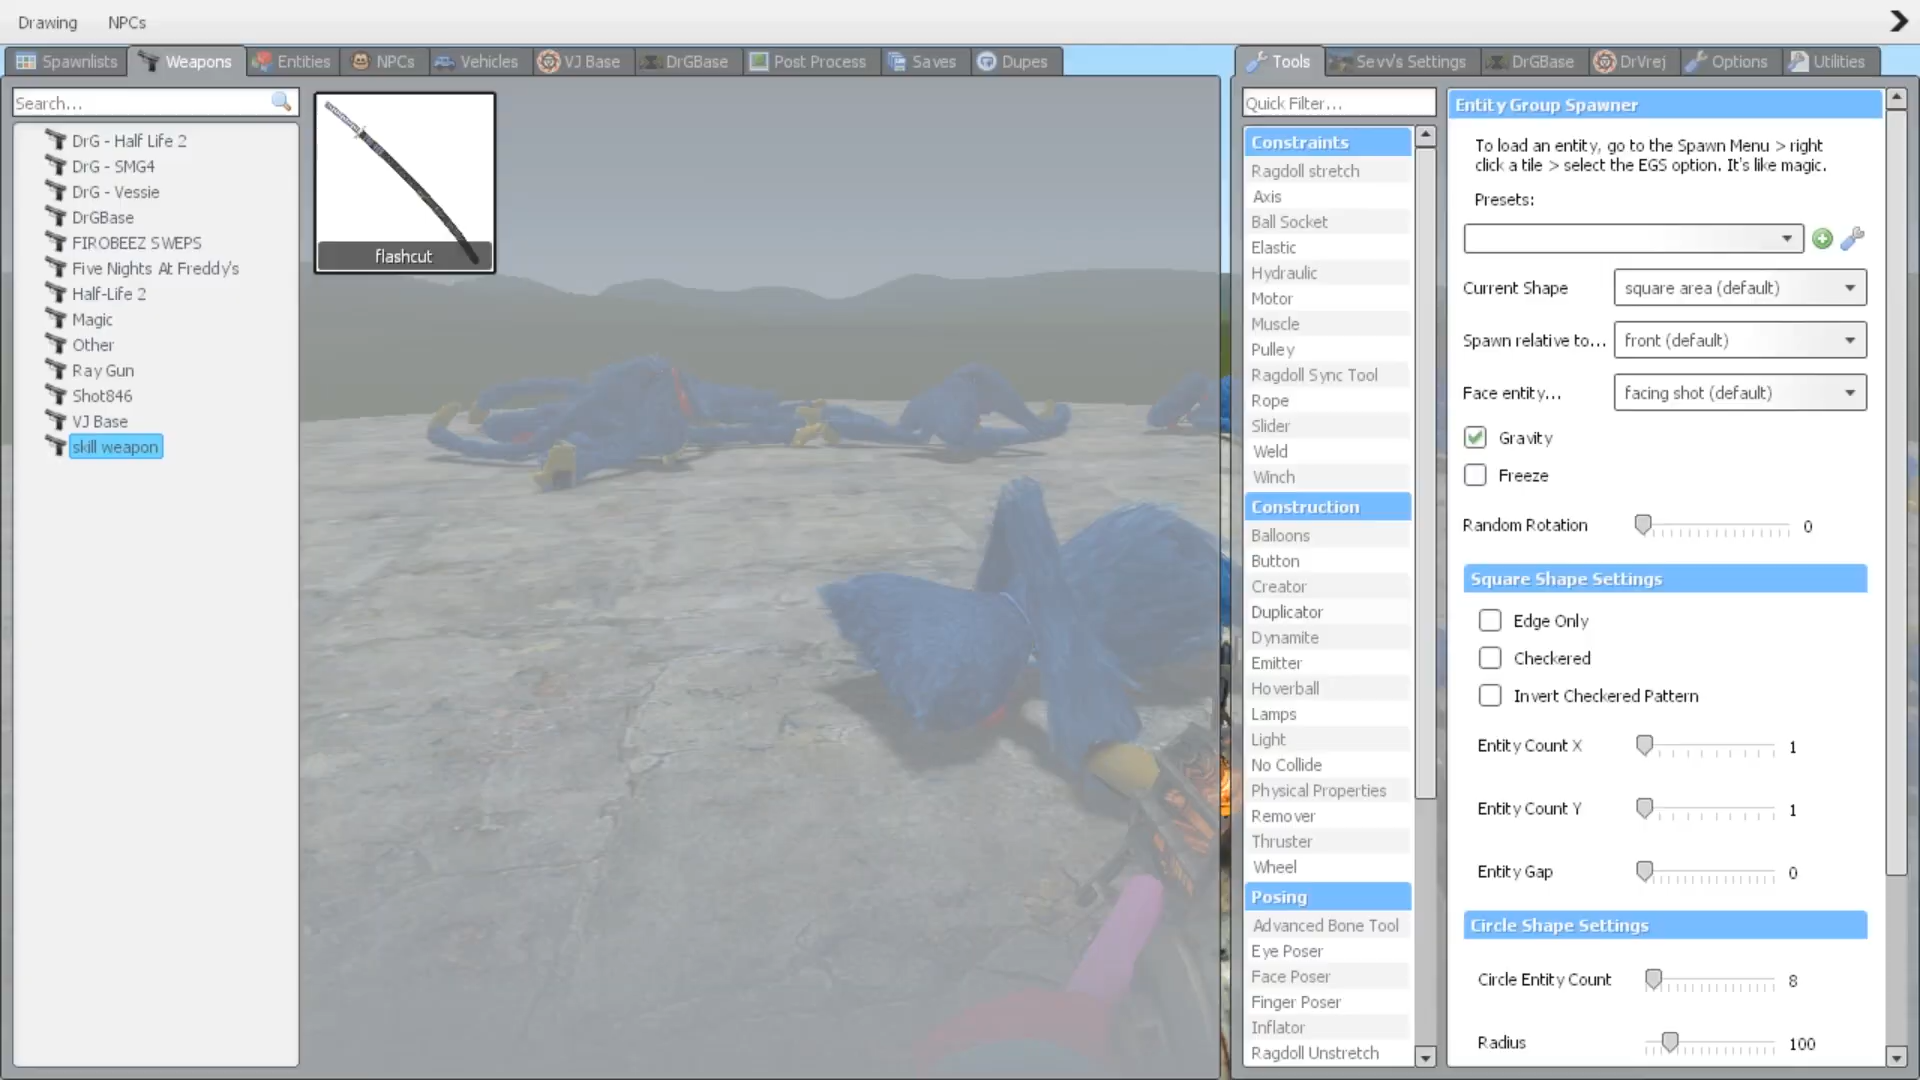 Drawing NPCs
Spawnlists Weapons Entities NPCs Vehicles VJ Base DrGBase Post Process Saves Dupes
Search...
DrG - Half Life 2
DrG - SMG4
DrG - Vessie
DrGBase
FIROBEEZ SWEPS
Five Nights At Freddy's
Half-Life 2
Magic
Other
Ray Gun
Shot846
VJ Base
skill weapon
flashcut
Tools Sevv's Settings DrGBase DrVrej Options Utilities
Quick Filter...
Constraints
Ragdoll stretch
Axis
Ball Socket
Elastic
Hydraulic
Motor
Muscle
Pulley
Ragdoll Sync Tool
Rope
Slider
Weld
Winch
Construction
Balloons
Button
Creator
Duplicator
Dynamite
Emitter
Hoverball
Lamps
Light
No Collide
Physical Properties
Remover
Thruster
Wheel
Posing
Advanced Bone Tool
Eye Poser
Face Poser
Finger Poser
Inflator
Ragdoll Unstretch
Entity Group Spawner
To load an entity, go to the Spawn Menu > right
click a tile > select the EGS option. It's like magic.
Presets:
Current Shape square area (default)
Spawn relative to... front (default)
Face entity... facing shot (default)
Gravity
Freeze
Random Rotation 0
Square Shape Settings
Edge Only
Checkered
Invert Checkered Pattern
Entity Count X 1
Entity Count Y 1
Entity Gap 0
Circle Shape Settings
Circle Entity Count 8
Radius 100